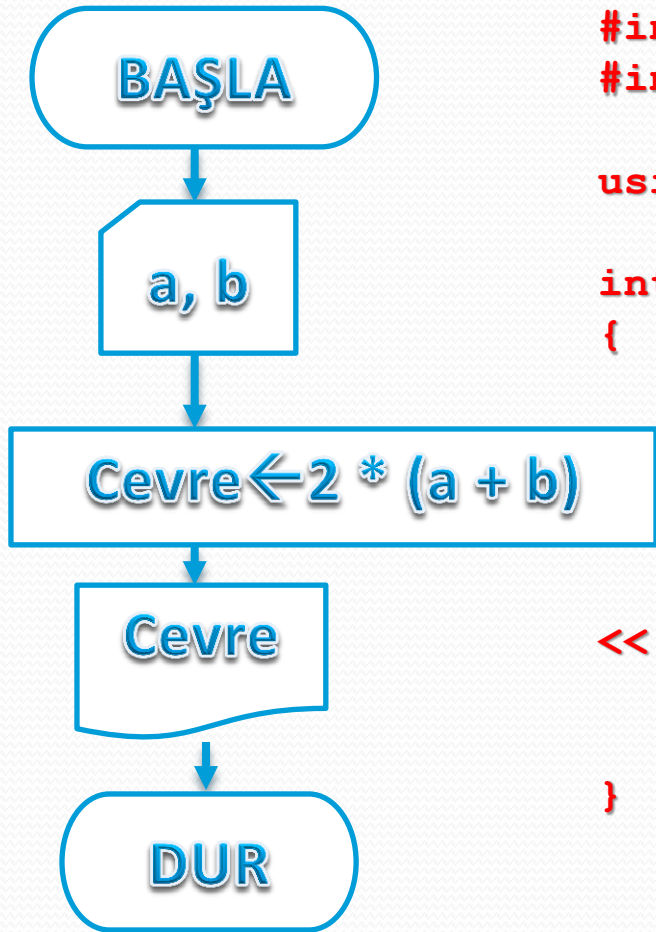 BAŞLA
a, b
Cevre←2 * (a + b)
Cevre
DUR
{
<<
}